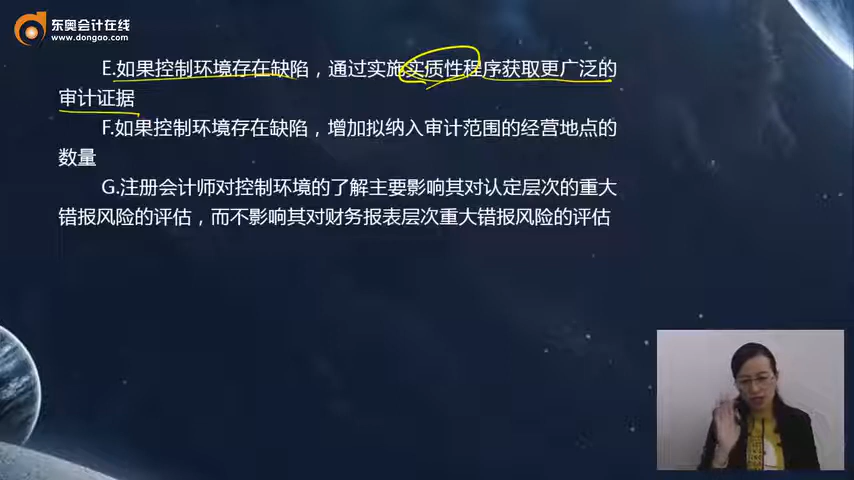 东奥会计在线
www.dongao.com
E.如果控制环境存在缺陷，通过实施实质性程序获取更广泛的
审计证据
F.如果控制环境存在缺陷，增加拟纳入审计范围的经营地点的
数量
G.注册会计师对控制环境的了解主要影响其对认定层次的重大
错报风险的评估，而不影响其对财务报表层次重大错报风险的评估